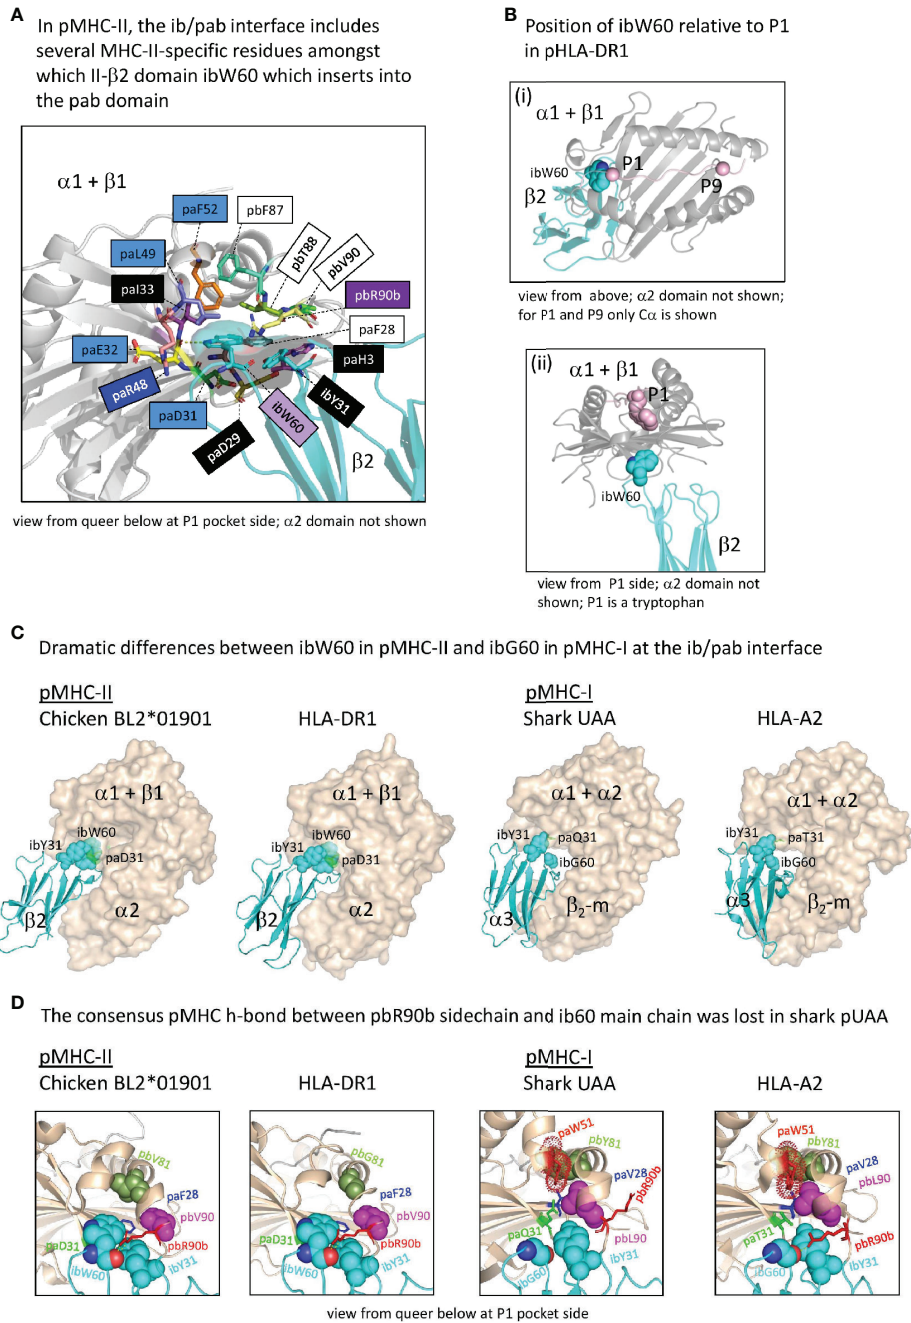 A
In pMHC-II, the ib/pab interface includes
several MHC-II-specific residues amongst
which II-β2 domain ibW60 which inserts into
the pab domain
α1 + β1
paF52
pbF87
paL49
pbT88
pbV90
paI33
pbR90b
paF28
paE32
paH3
paR48
paD31
ibW60
ibY31
paD29
β2
view from queer below at P1 pocket side; α2 domain not shown
B
Position of ibW60 relative to P1
in pHLA-DR1
(i)
α1 + β1
ibW60
P1
P9
β2
view from above; α2 domain not shown;
for P1 and P9 only Cα is shown
(ii)
α1 + β1
P1
ibW60
β2
view from P1 side; α2 domain not
shown; P1 is a tryptophan
C
Dramatic differences between ibW60 in pMHC-II and ibG60 in pMHC-I at the ib/pab interface
pMHC-II
Chicken BL2*01901
HLA-DR1
pMHC-I
Shark UAA
HLA-A2
α1 + β1
ibW60
ibY31
paD31
β2
α2
α1 + β1
ibW60
ibY31
paD31
β2
α2
α1 + α2
ibY31
paQ31
ibG60
α3
β2-m
α1 + α2
ibY31
paT31
ibG60
α3
β2-m
D
The consensus pMHC h-bond between pbR90b sidechain and ib60 main chain was lost in shark pUAA
pMHC-II
Chicken BL2*01901
HLA-DR1
pMHC-I
Shark UAA
HLA-A2
pbV81
paF28
pbV90
paD31
pbR90b
ibW60
ibY31
pbG81
paF28
pbV90
paD31
pbR90b
ibW60
ibY31
paW51
pbY81
paV28
pbR90b
paQ31
pbL90
ibG60
ibY31
paW51
pbY81
paV28
pbL90
paT31
pbR90b
ibG60
ibY31
view from queer below at P1 pocket side